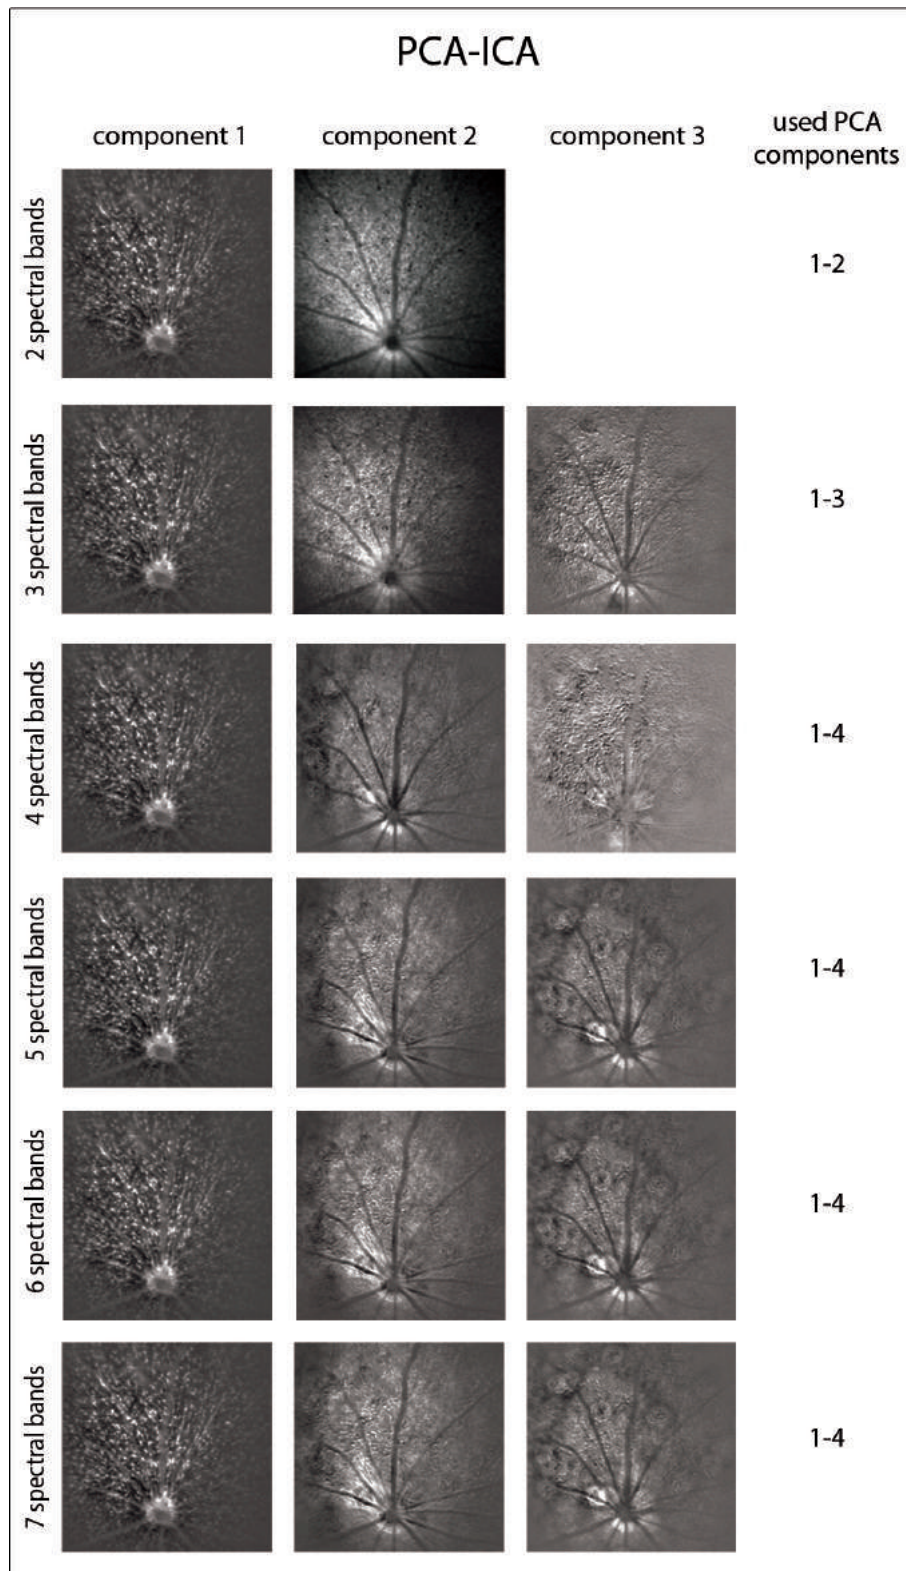 PCA-ICA
component 1
component 2
component 3
used PCA
components
2 spectral bands
1-2
3 spectral bands
1-3
4 spectral bands
1-4
5 spectral bands
1-4
6 spectral bands
1-4
7 spectral bands
1-4